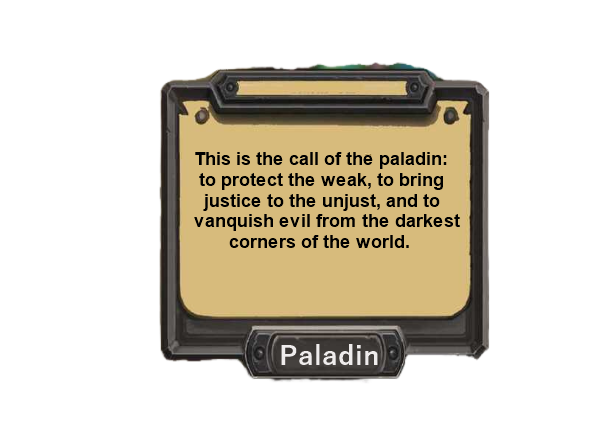 This is the call of the paladin:
to protect the weak, to bring
justice to the unjust, and to
vanquish evil from the darkest
corners of the world.
Paladin